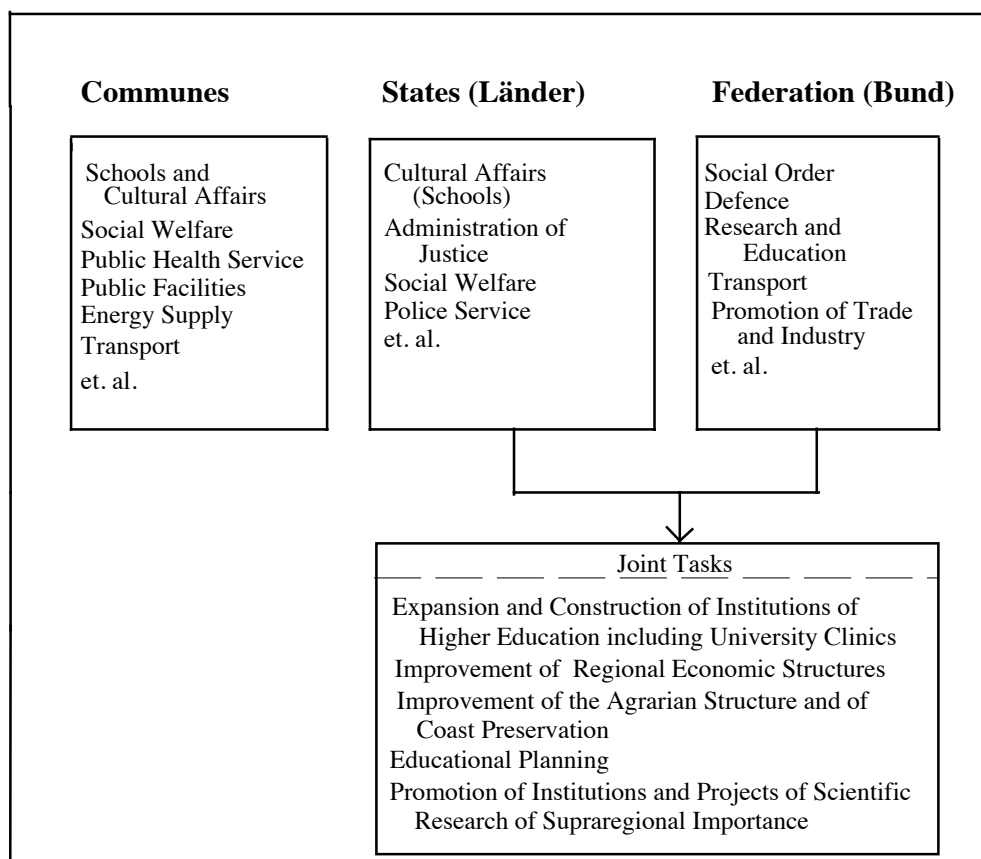 Communes
Schools and
Cultural Affairs
Social Welfare
Public Health Service
Public Facilities
Energy Supply
Transport
et. al.
States (Länder)
Cultural Affairs
(Schools)
Administration of
Justice
Social Welfare
Police Service
et. al.
Federation (Bund)
Social Order
Defence
Research and
Education
Transport
Promotion of Trade
and Industry
et. al.
Joint Tasks
Expansion and Construction of Institutions of
Higher Education including University Clinics
Improvement of Regional Economic Structures
Improvement of the Agrarian Structure and of
Coast Preservation
Educational Planning
Promotion of Institutions and Projects of Scientific
Research of Supraregional Importance